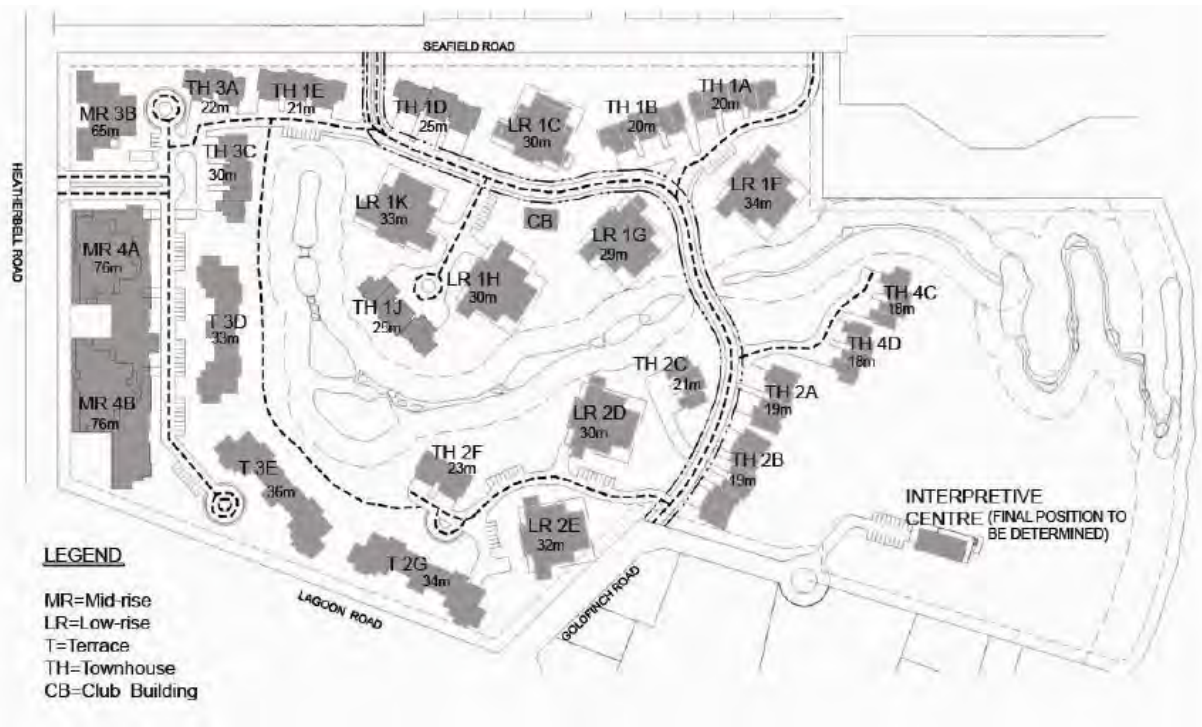 SEAFIELD ROAD
HEATHERBELL ROAD
MR 3B
65m
TH 3A
22m
TH 1E
21m
TH 1D
25m
LR 1C
30m
TH 1B
20m
TH 1A
20m
TH 3C
30m
LR 1K
33m
CB
LR 1F
34m
LR 1G
29m
MR 4A
76m
LR 1H
30m
TH 1J
25m
T 3D
33m
TH 4C
18m
TH 4D
18m
TH 2C
21m
TH 2A
19m
MR 4B
76m
LR 2D
30m
TH 2F
23m
TH 2B
19m
T 3E
36m
LR 2E
32m
T 2G
34m
INTERPRETIVE
CENTRE (FINAL POSITION TO
BE DETERMINED)
LAGOON ROAD
GOLDFINCH ROAD
LEGEND
MR=Mid-rise
LR=Low-rise
T=Terrace
TH=Townhouse
CB=Club Building